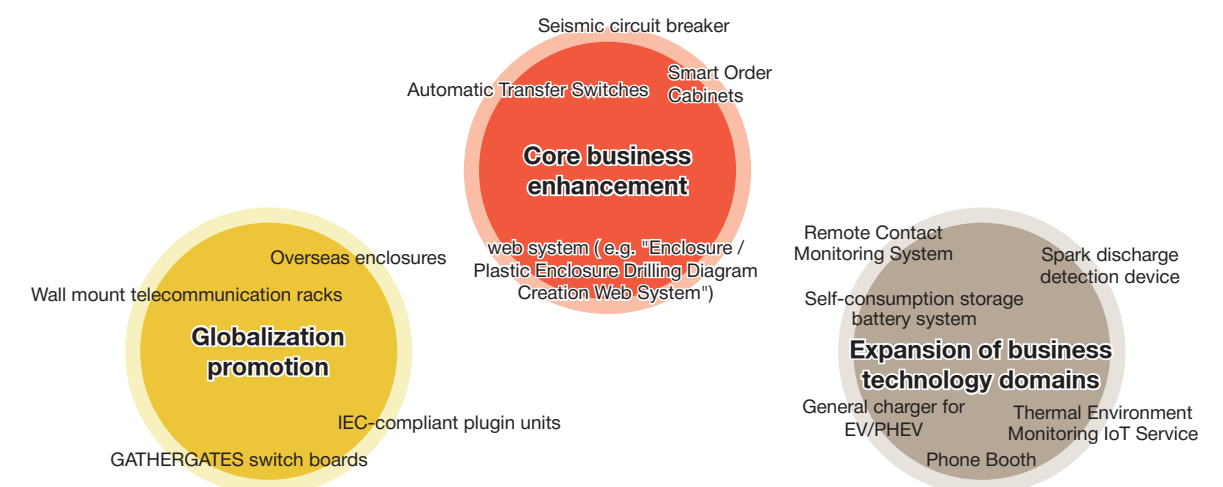 Seismic circuit breaker
Automatic Transfer Switches
Smart Order
Cabinets
Core business
enhancement
web system ( e.g. "Enclosure /
Plastic Enclosure Drilling Diagram
Creation Web System")
Overseas enclosures
Wall mount telecommunication racks
Globalization
promotion
IEC-compliant plugin units
GATHERGATES switch boards
Remote Contact
Monitoring System
Spark discharge
detection device
Self-consumption storage
battery system
Expansion of business
technology domains
General charger for
EV/PHEV
Thermal Environment
Monitoring IoT Service
Phone Booth